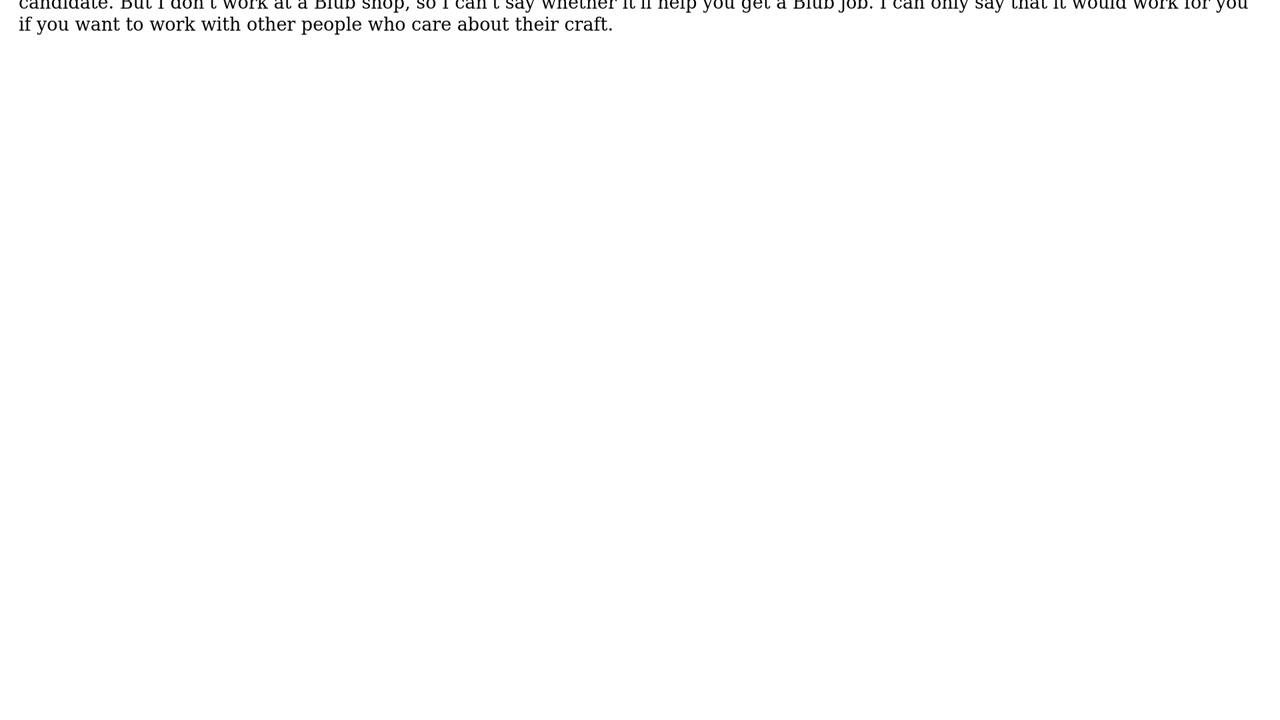 candidate. But I don't work at a Blub shop, so I can't say whether it'll help you get a Blub job. I can only say that it would work for you
if you want to work with other people who care about their craft.